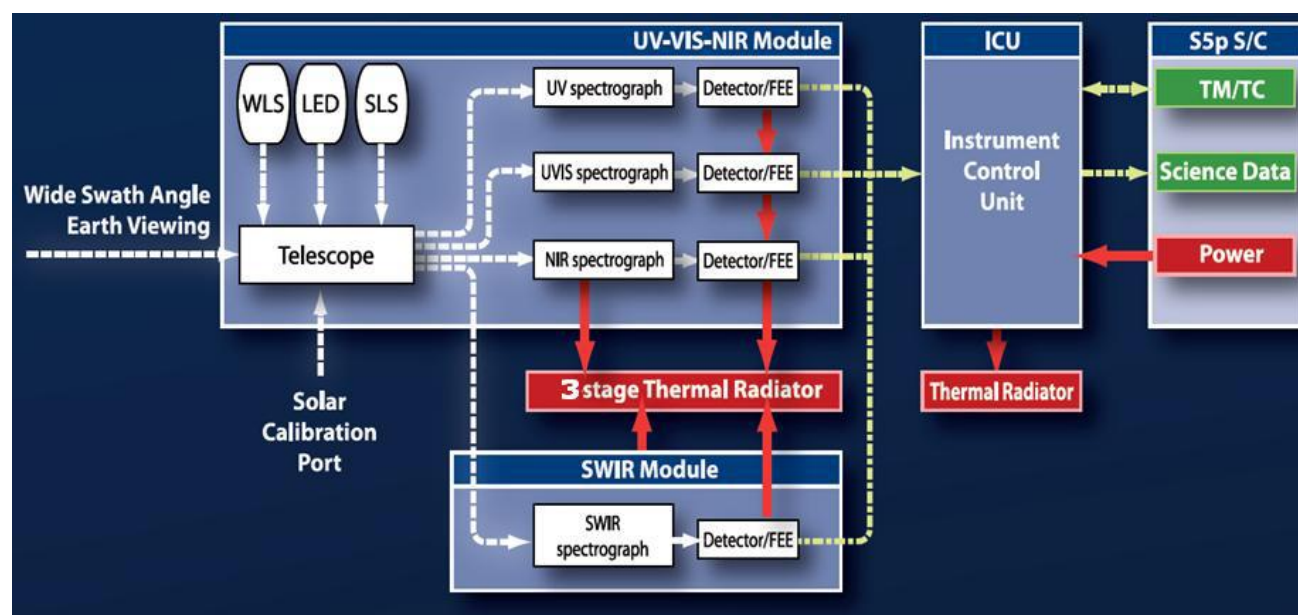 UV-VIS-NIR Module
ICU
S5p S/C
WLS
LED
SLS
UV spectrograph
Detector/FEE
TM/TC
Instrument
Control
Unit
UVIS spectrograph
Detector/FEE
Science Data
Wide Swath Angle
Earth Viewing
Telescope
NIR spectrograph
Detector/FEE
Power
3 stage Thermal Radiator
Thermal Radiator
Solar
Calibration
Port
SWIR Module
SWIR
spectrograph
Detector/FEE